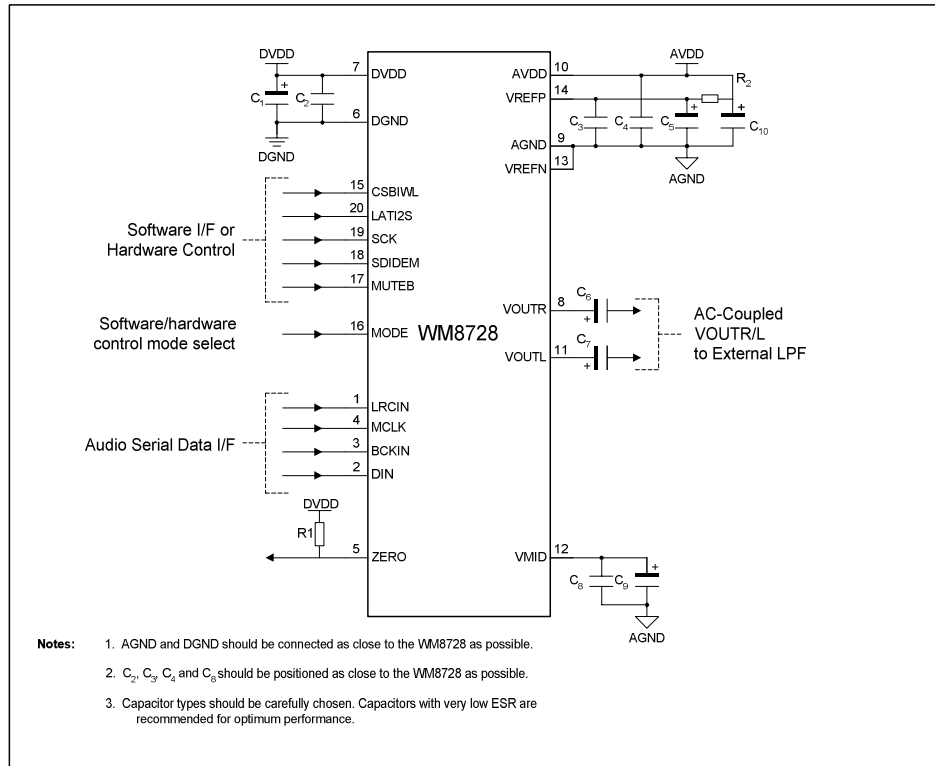 DVDD
C1
C2
DGND
7
DVDD
6
DGND
AVDD
10
AVDD
R2
14
VREFP
C3
C4
C5
C10
9
AGND
13
VREFN
AGND
Software I/F or
Hardware Control
15
CSBIWL
20
LATI2S
19
SCK
18
SDIDEM
17
MUTEB
Software/hardware
control mode select
16
MODE
WM8728
VOUTR
8
C6
VOUTL
11
C7
AC-Coupled
VOUTR/L
to External LPF
Audio Serial Data I/F
1
LRCIN
4
MCLK
3
BCKIN
2
DIN
DVDD
R1
5
ZERO
VMID
12
C8
C9
AGND
Notes: 1. AGND and DGND should be connected as close to the WM8728 as possible.
2. C2, C3, C4 and C8 should be positioned as close to the WM8728 as possible.
3. Capacitor types should be carefully chosen. Capacitors with very low ESR are
recommended for optimum performance.